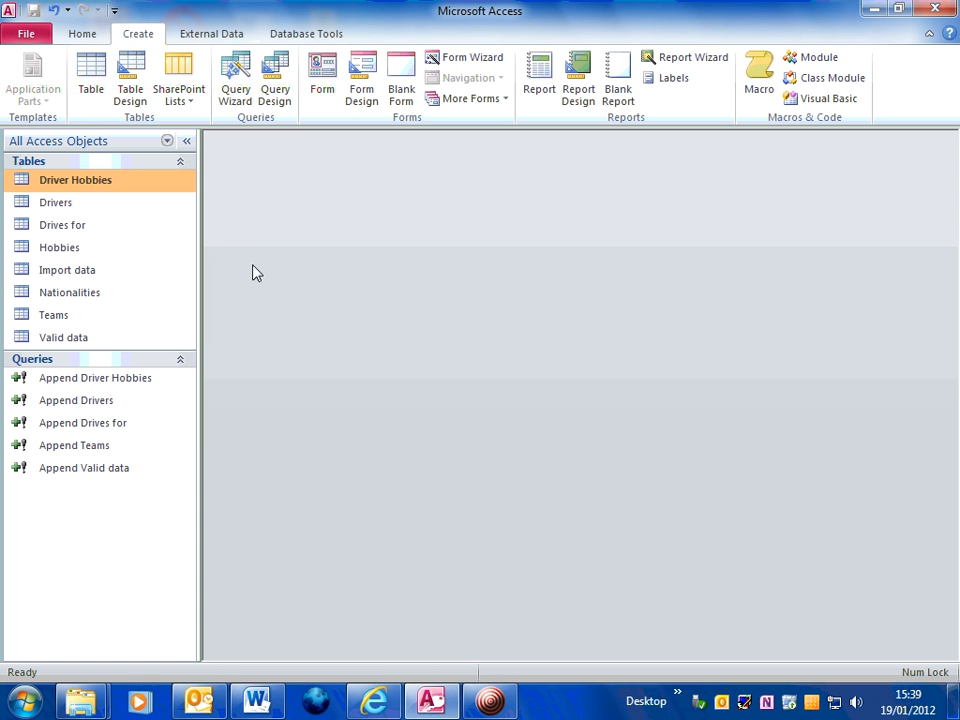 Microsoft Access
File Home Create External Data Database Tools
Application Parts
Table
Table Design
SharePoint Lists
Query Wizard
Query Design
Form
Form Design
Blank Form
Form Wizard
Navigation
More Forms
Report
Report Design
Blank Report
Report Wizard
Labels
Macro
Module
Class Module
Visual Basic
Templates Tables Queries Forms Reports Macros & Code
All Access Objects
Tables
Driver Hobbies
Drivers
Drives for
Hobbies
Import data
Nationalities
Teams
Valid data
Queries
Append Driver Hobbies
Append Drivers
Append Drives for
Append Teams
Append Valid data
Ready Num Lock
Desktop
15:39
19/01/2012